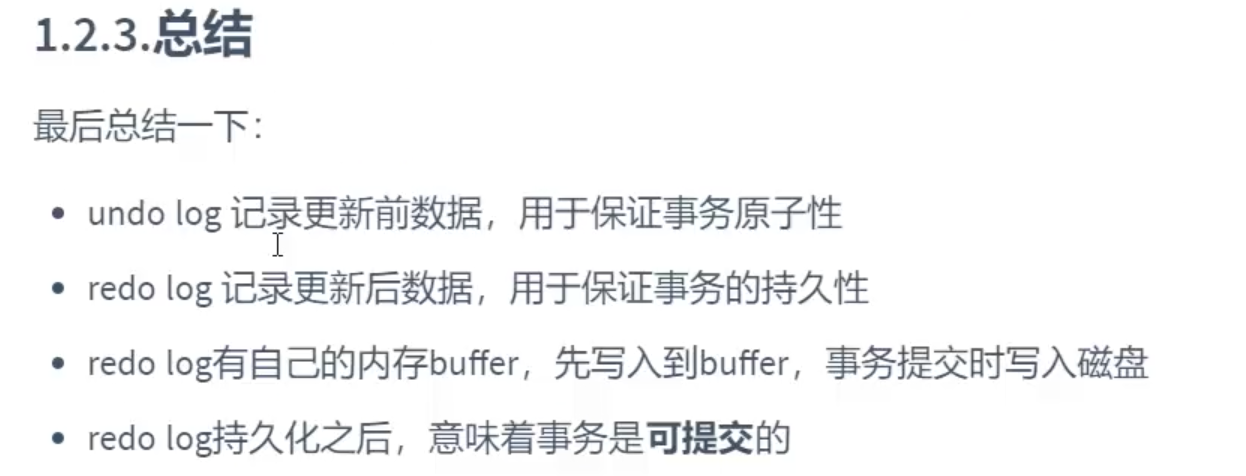 1.2.3.总结
最后总结一下：
• undo log 记录更新前数据，用于保证事务原子性
• redo log 记录更新后数据，用于保证事务的持久性
• redo log有自己的内存buffer，先写入到buffer，事务提交时写入磁盘
• redo log持久化之后，意味着事务是可提交的